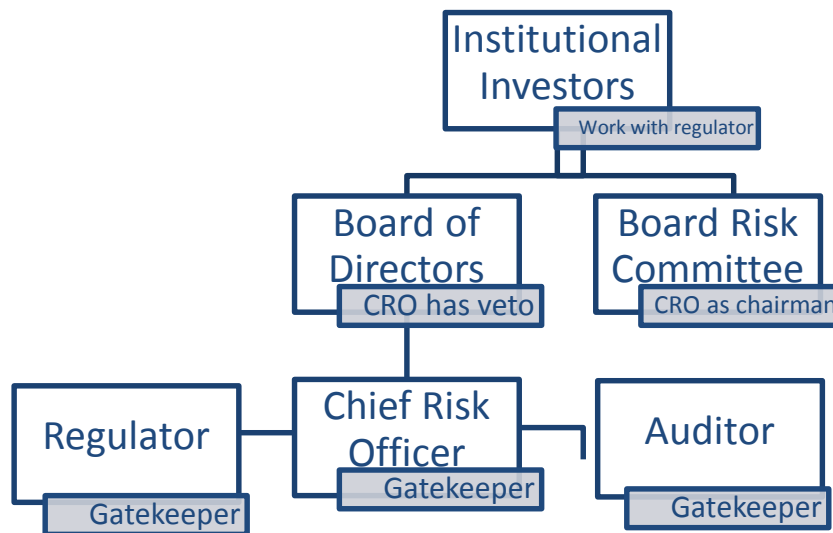 Institutional
Investors
Work with regulator
Board of
Directors
CRO has veto
Board Risk
Committee
CRO as chairman
Regulator
Gatekeeper
Chief Risk
Officer
Gatekeeper
Auditor
Gatekeeper